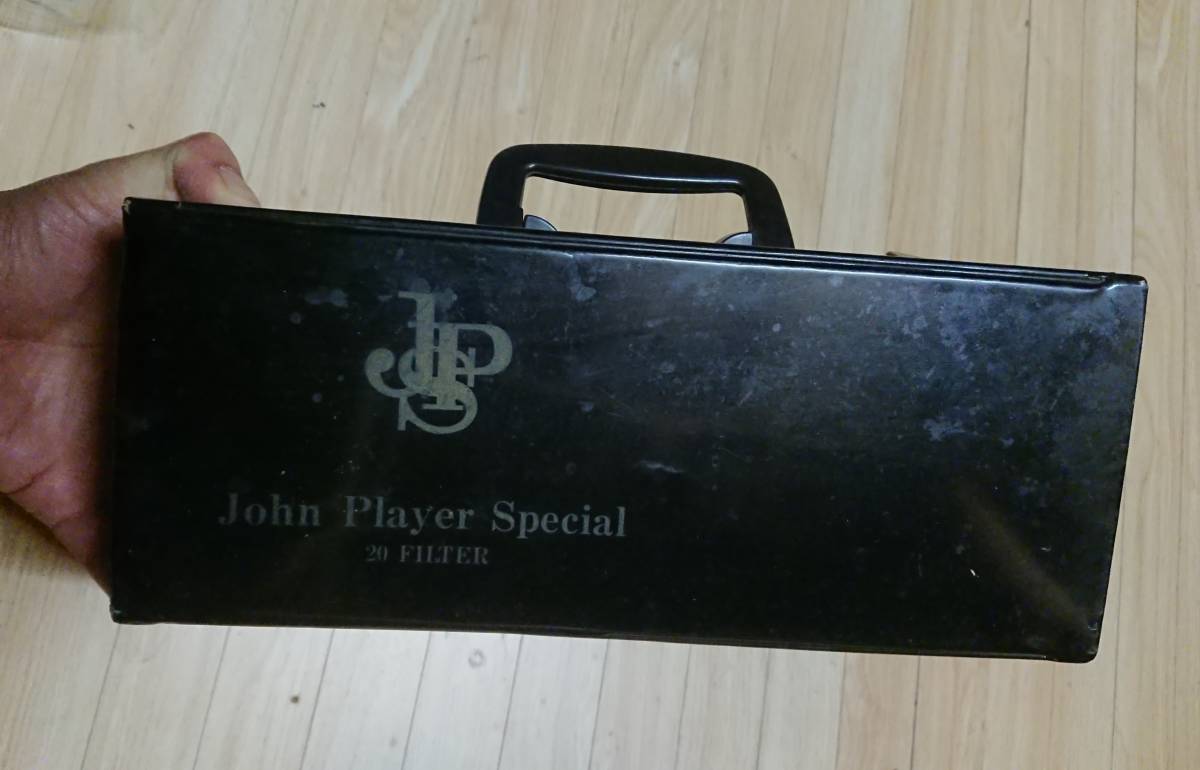 JPS
John Player Special
20 FILTER